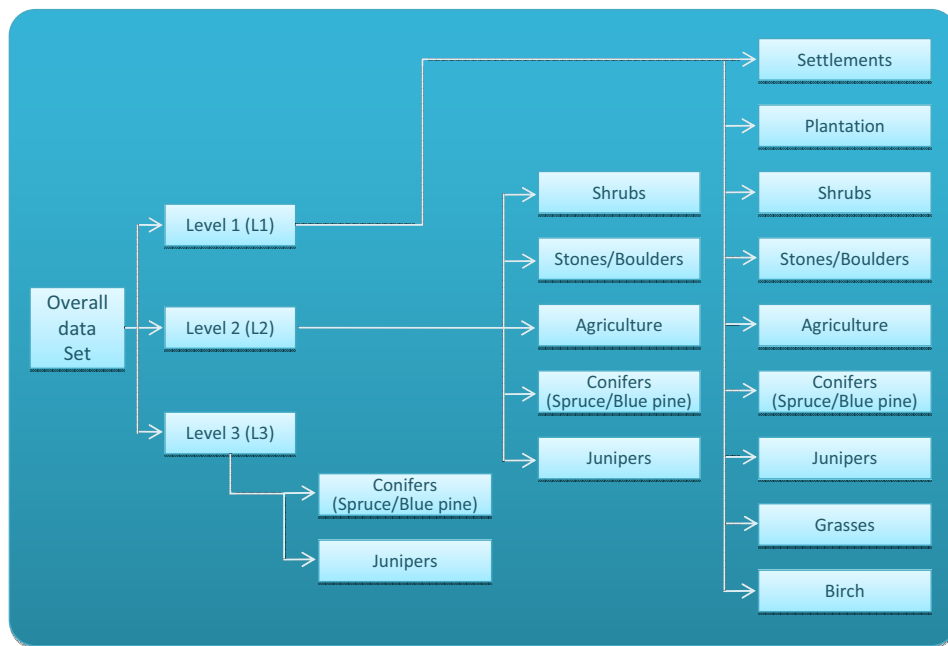 Overall
data
Set
Level 1 (L1)
Level 2 (L2)
Level 3 (L3)
Conifers
(Spruce/Blue pine)
Junipers
Shrubs
Stones/Boulders
Agriculture
Conifers
(Spruce/Blue pine)
Junipers
Settlements
Plantation
Shrubs
Stones/Boulders
Agriculture
Conifers
(Spruce/Blue pine)
Junipers
Grasses
Birch